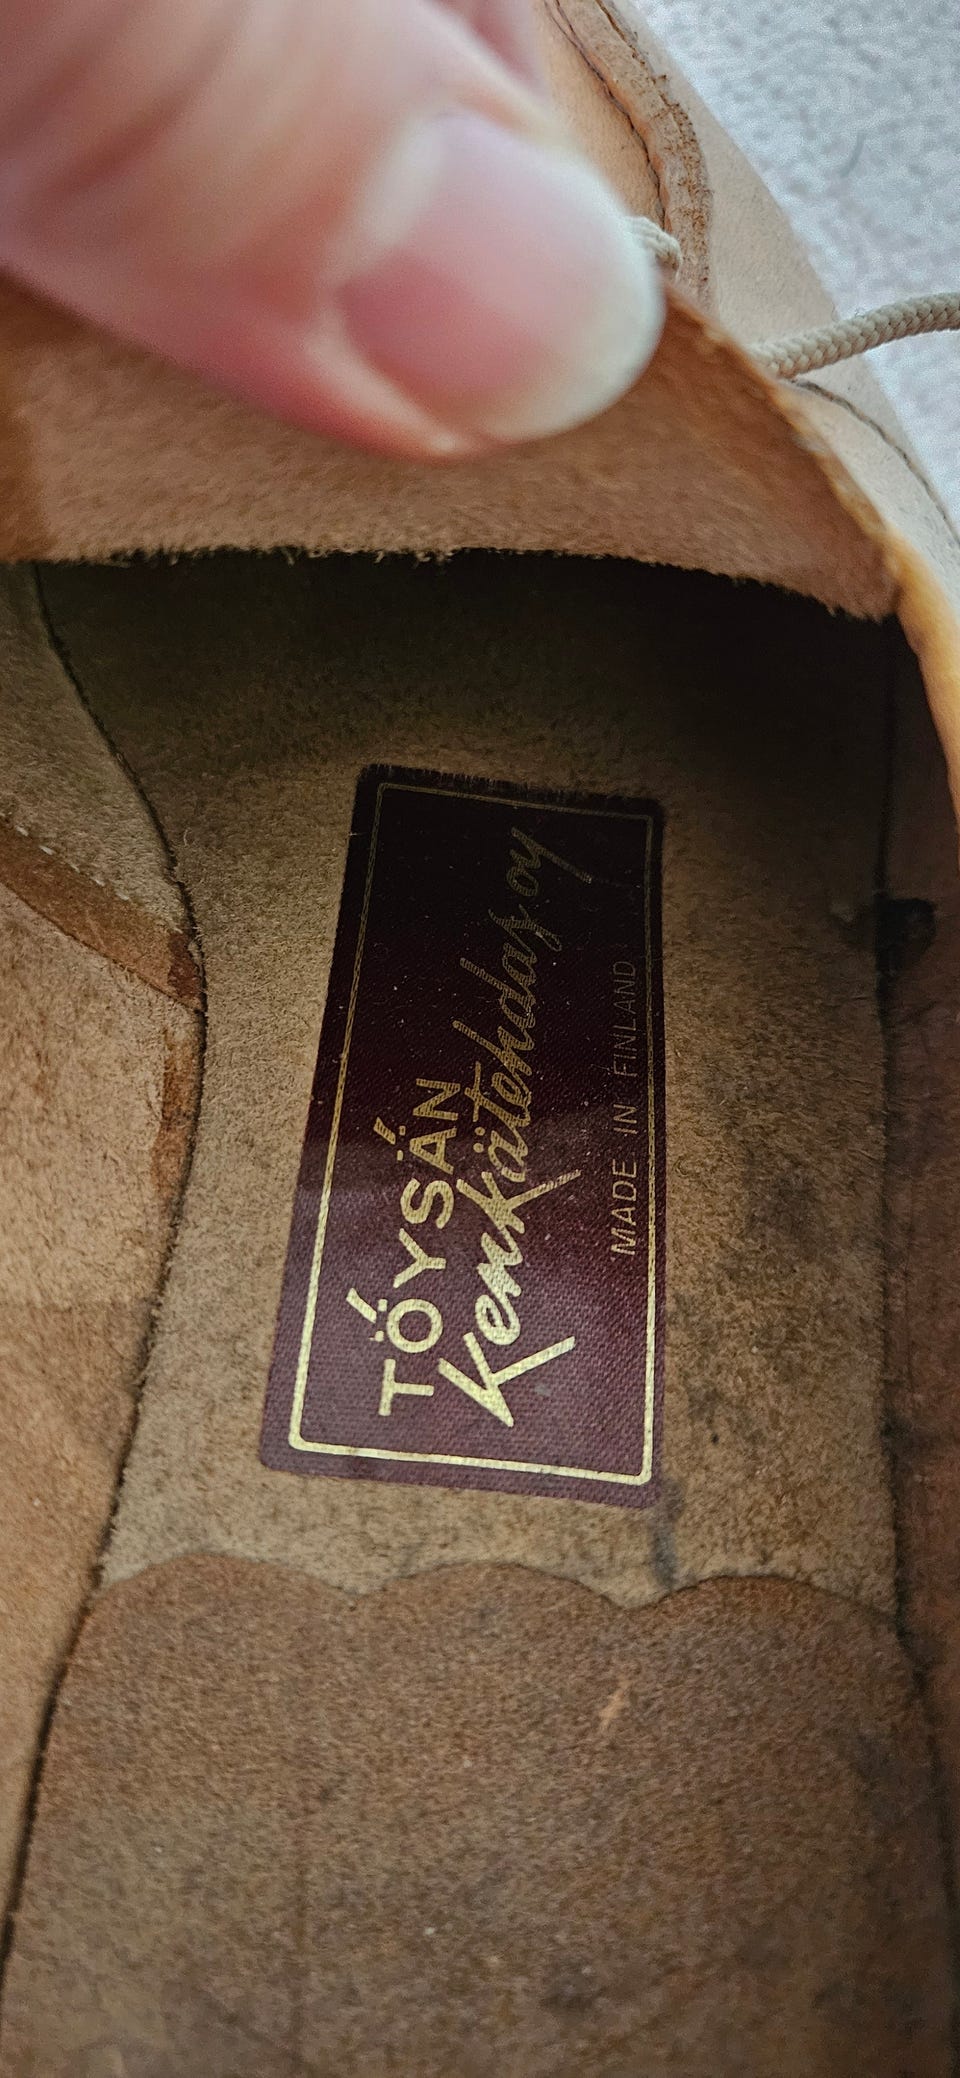 TÖYSÄN
Kenkätehdas oy
MADE IN FINLAND